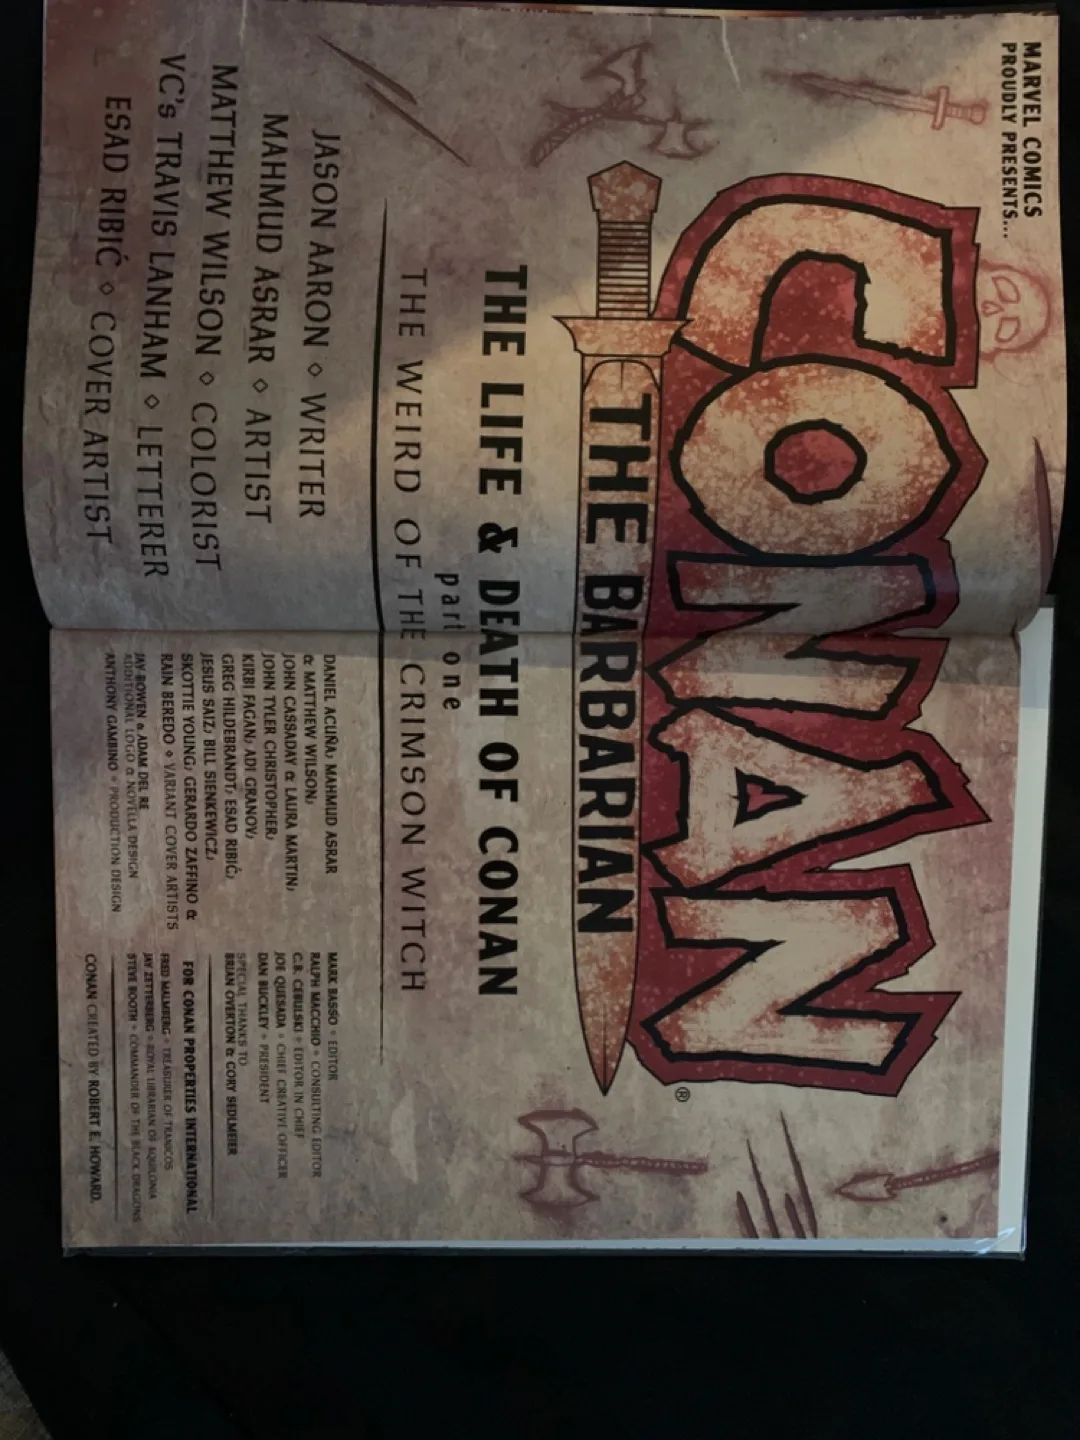 MARVEL COMICS
PROUDLY PRESENTS...
CONAN
®
THE BARBARIAN
THE LIFE & DEATH OF CONAN
part one
THE WEIRD OF THE CRIMSON WITCH
JASON AARON ◇ WRITER
MAHMUD ASRAR ◇ ARTIST
MATTHEW WILSON ◇ COLORIST
VC's TRAVIS LANHAM ◇ LETTERER
ESAD RIBIĆ ◇ COVER ARTIST
DANIEL ACUÑA; MAHMUD ASRAR
& MATTHEW WILSON;
JOHN CASSADAY & LAURA MARTIN;
JOHN TYLER CHRISTOPHER;
KIRBI FAGAN; ADI GRANOV;
GREG HILDEBRANDT; ESAD RIBIĆ;
JESUS SAIZ; BILL SIENKEWICZ;
SKOTTIE YOUNG; GERARDO ZAFFINO &
RAIN BEREDO ◇ VARIANT COVER ARTISTS
JAY BOWEN & ADAM DEL RE
ADDITIONAL LOGO & NOVELLA DESIGN
ANTHONY GAMBINO ◇ PRODUCTION DESIGN
MARK BASSO ◇ EDITOR
RALPH MACCHIO ◇ CONSULTING EDITOR
C.B. CEBULSKI ◇ EDITOR IN CHIEF
JOE QUESADA ◇ CHIEF CREATIVE OFFICER
DAN BUCKLEY ◇ PRESIDENT
SPECIAL THANKS TO
BRIAN OVERTON & CORY SEDLMEIER
FOR CONAN PROPERTIES INTERNATIONAL
FRED MALMBERG ◇ TREASURER OF TRANICOS
JAY ZETTERBERG ◇ ROYAL LIBRARIAN OF AQUILONIA
STEVE BOOTH ◇ COMMANDER OF THE BLACK DRAGONS
CONAN CREATED BY ROBERT E. HOWARD.